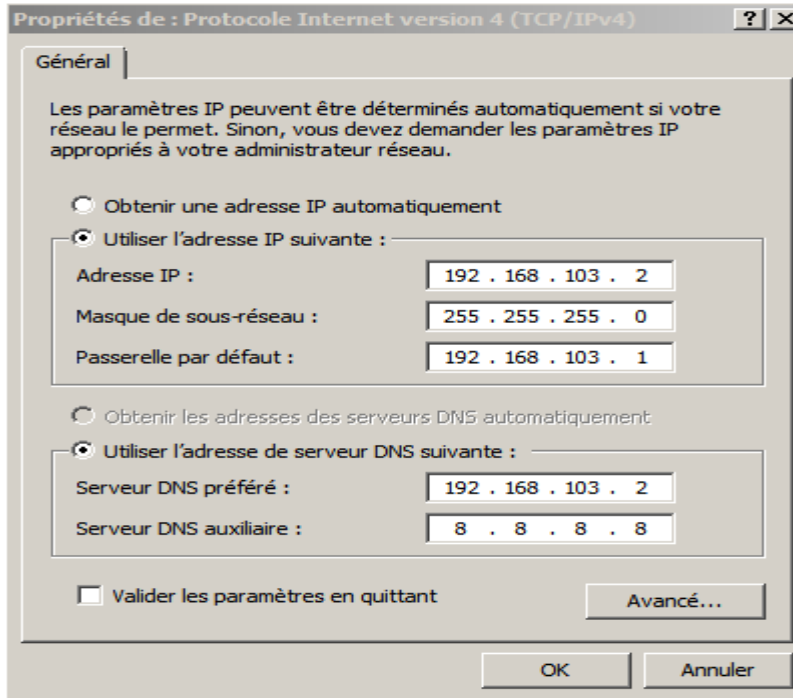 Propriétés de : Protocole Internet version 4 (TCP/IPv4)
Général
Les paramètres IP peuvent être déterminés automatiquement si votre
réseau le permet. Sinon, vous devez demander les paramètres IP
appropriés à votre administrateur réseau.
Obtenir une adresse IP automatiquement
Utiliser l'adresse IP suivante :
Adresse IP : 192 . 168 . 103 . 2
Masque de sous-réseau : 255 . 255 . 255 . 0
Passerelle par défaut : 192 . 168 . 103 . 1
Obtenir les adresses des serveurs DNS automatiquement
Utiliser l'adresse de serveur DNS suivante :
Serveur DNS préféré : 192 . 168 . 103 . 2
Serveur DNS auxiliaire : 8 . 8 . 8 . 8
Valider les paramètres en quittant
Avancé...
OK
Annuler